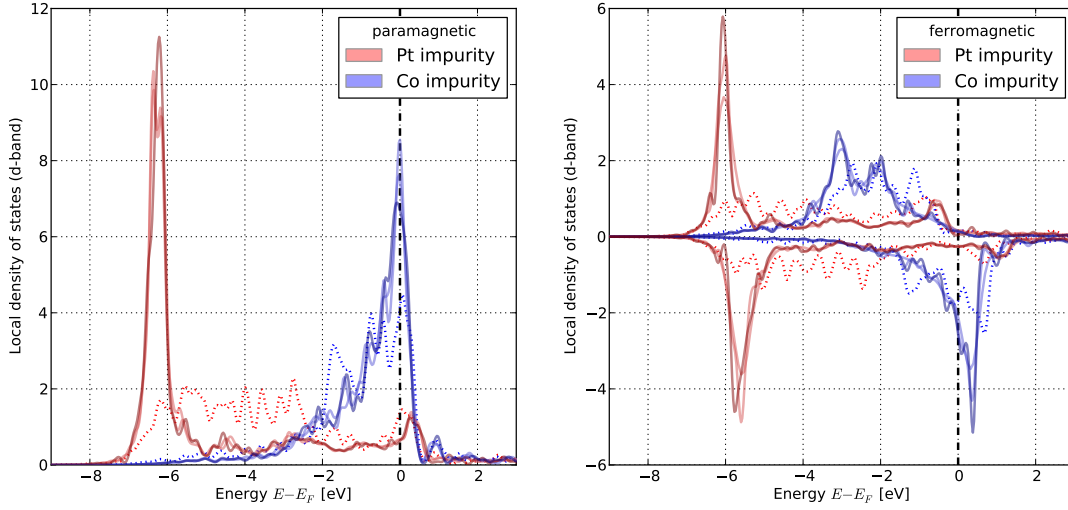 paramagnetic
Pt impurity
Co impurity
12
10
8
6
4
2
0
−8
−6
−4
−2
0
2
Energy E−E_F [eV]
Local density of states (d-band)
ferromagnetic
Pt impurity
Co impurity
6
4
2
0
−2
−4
−6
−8
−6
−4
−2
0
2
Energy E−E_F [eV]
Local density of states (d-band)